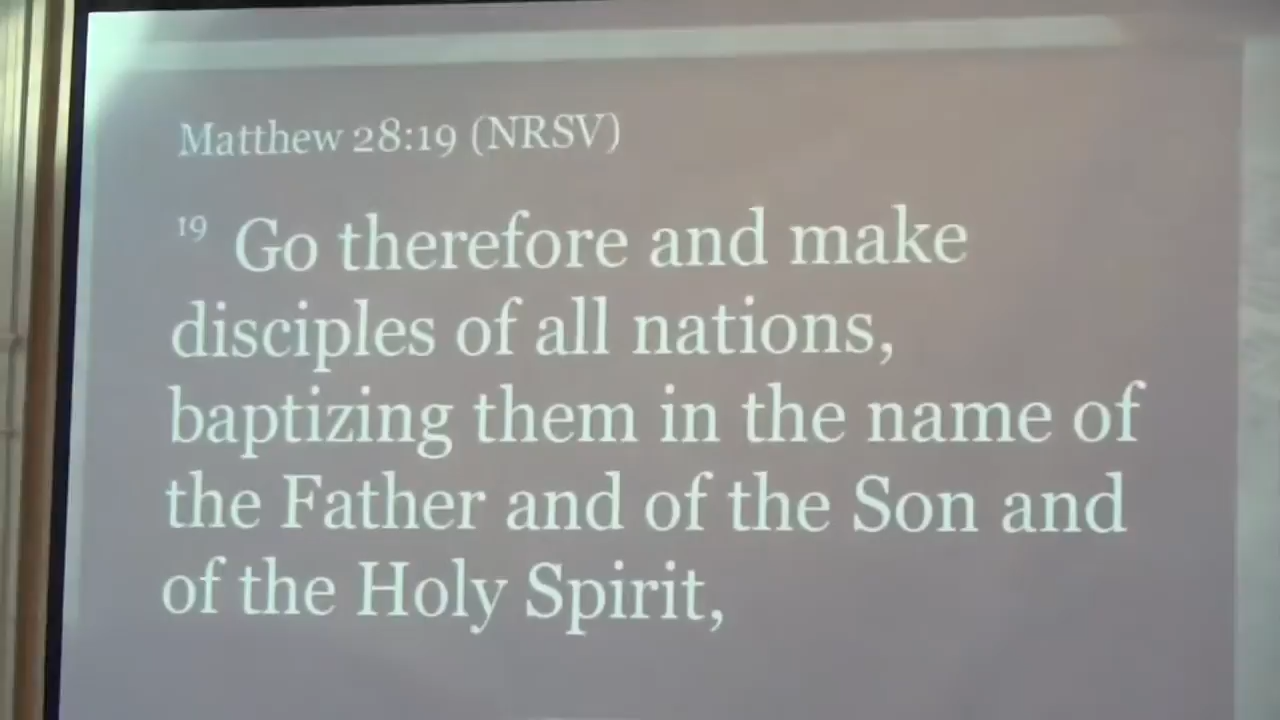 Matthew 28:19 (NRSV)
19 Go therefore and make
disciples of all nations,
baptizing them in the name of
the Father and of the Son and
of the Holy Spirit,